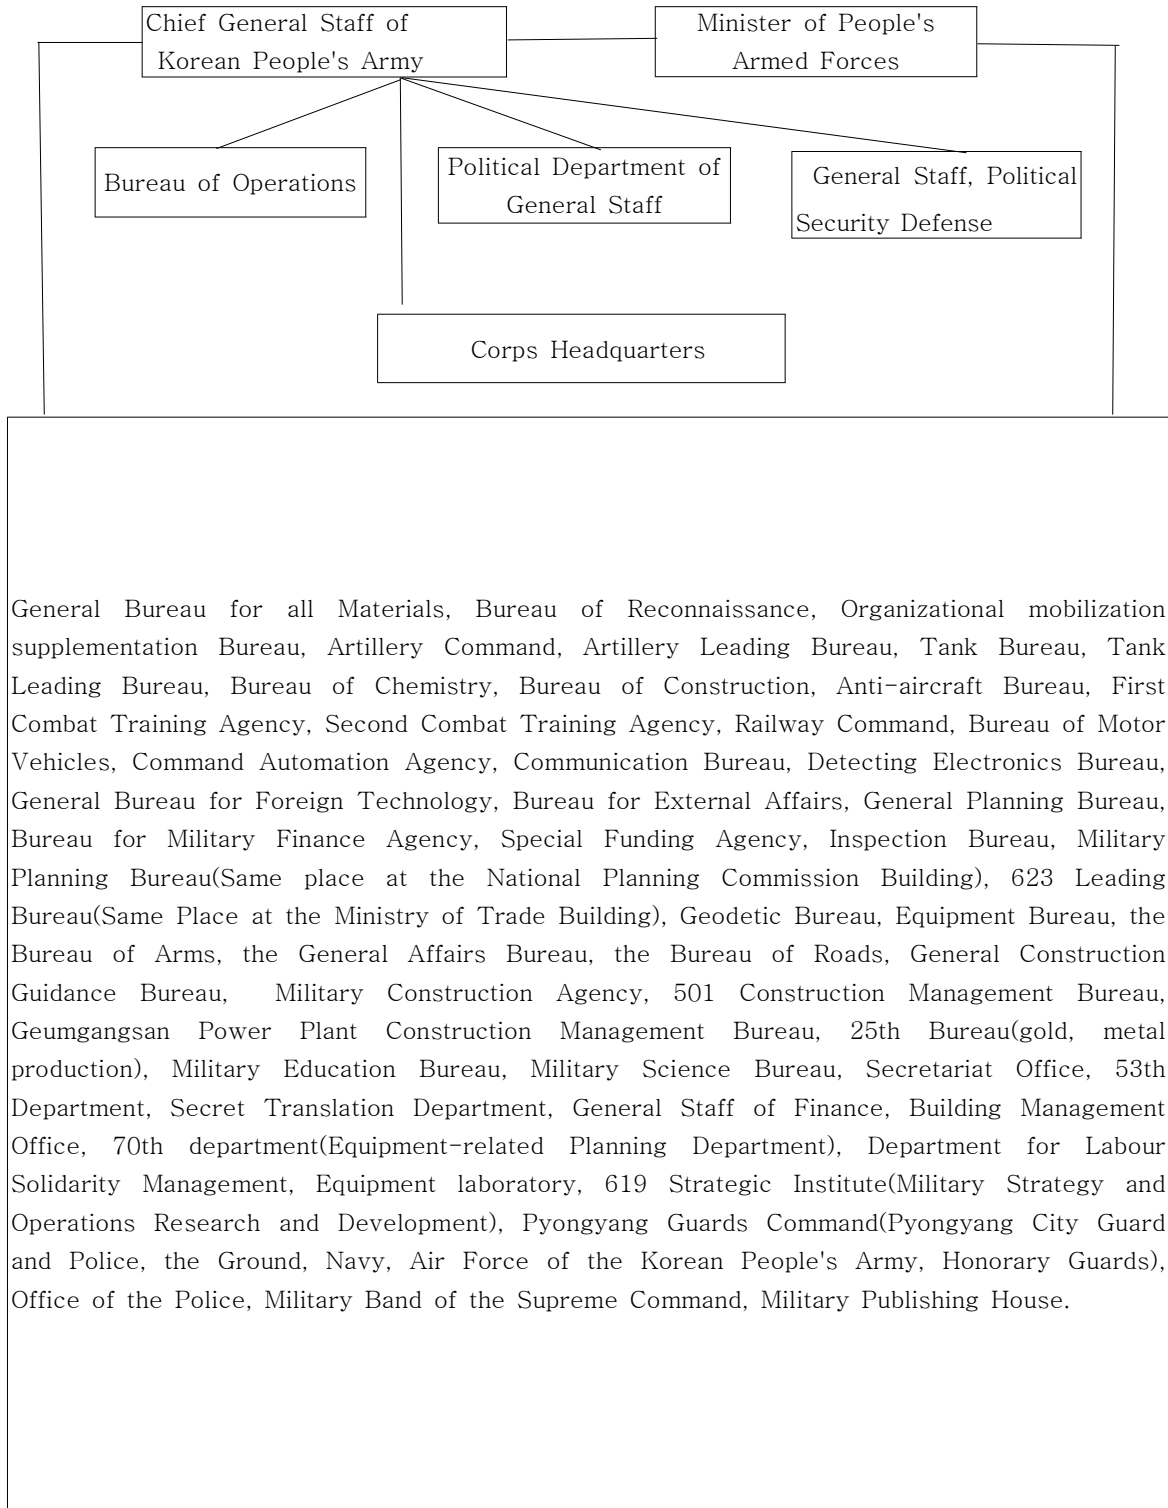 Chief General Staff of
Korean People's Army
Minister of People's
Armed Forces
Bureau of Operations
Political Department of
General Staff
General Staff, Political
Security Defense
Corps Headquarters
General Bureau for all Materials, Bureau of Reconnaissance, Organizational mobilization
supplementation Bureau, Artillery Command, Artillery Leading Bureau, Tank Bureau, Tank
Leading Bureau, Bureau of Chemistry, Bureau of Construction, Anti-aircraft Bureau, First
Combat Training Agency, Second Combat Training Agency, Railway Command, Bureau of Motor
Vehicles, Command Automation Agency, Communication Bureau, Detecting Electronics Bureau,
General Bureau for Foreign Technology, Bureau for External Affairs, General Planning Bureau,
Bureau for Military Finance Agency, Special Funding Agency, Inspection Bureau, Military
Planning Bureau(Same place at the National Planning Commission Building), 623 Leading
Bureau(Same Place at the Ministry of Trade Building), Geodetic Bureau, Equipment Bureau, the
Bureau of Arms, the General Affairs Bureau, the Bureau of Roads, General Construction
Guidance Bureau, Military Construction Agency, 501 Construction Management Bureau,
Geumgangsan Power Plant Construction Management Bureau, 25th Bureau(gold, metal
production), Military Education Bureau, Military Science Bureau, Secretariat Office, 53th
Department, Secret Translation Department, General Staff of Finance, Building Management
Office, 70th department(Equipment-related Planning Department), Department for Labour
Solidarity Management, Equipment laboratory, 619 Strategic Institute(Military Strategy and
Operations Research and Development), Pyongyang Guards Command(Pyongyang City Guard
and Police, the Ground, Navy, Air Force of the Korean People's Army, Honorary Guards),
Office of the Police, Military Band of the Supreme Command, Military Publishing House.